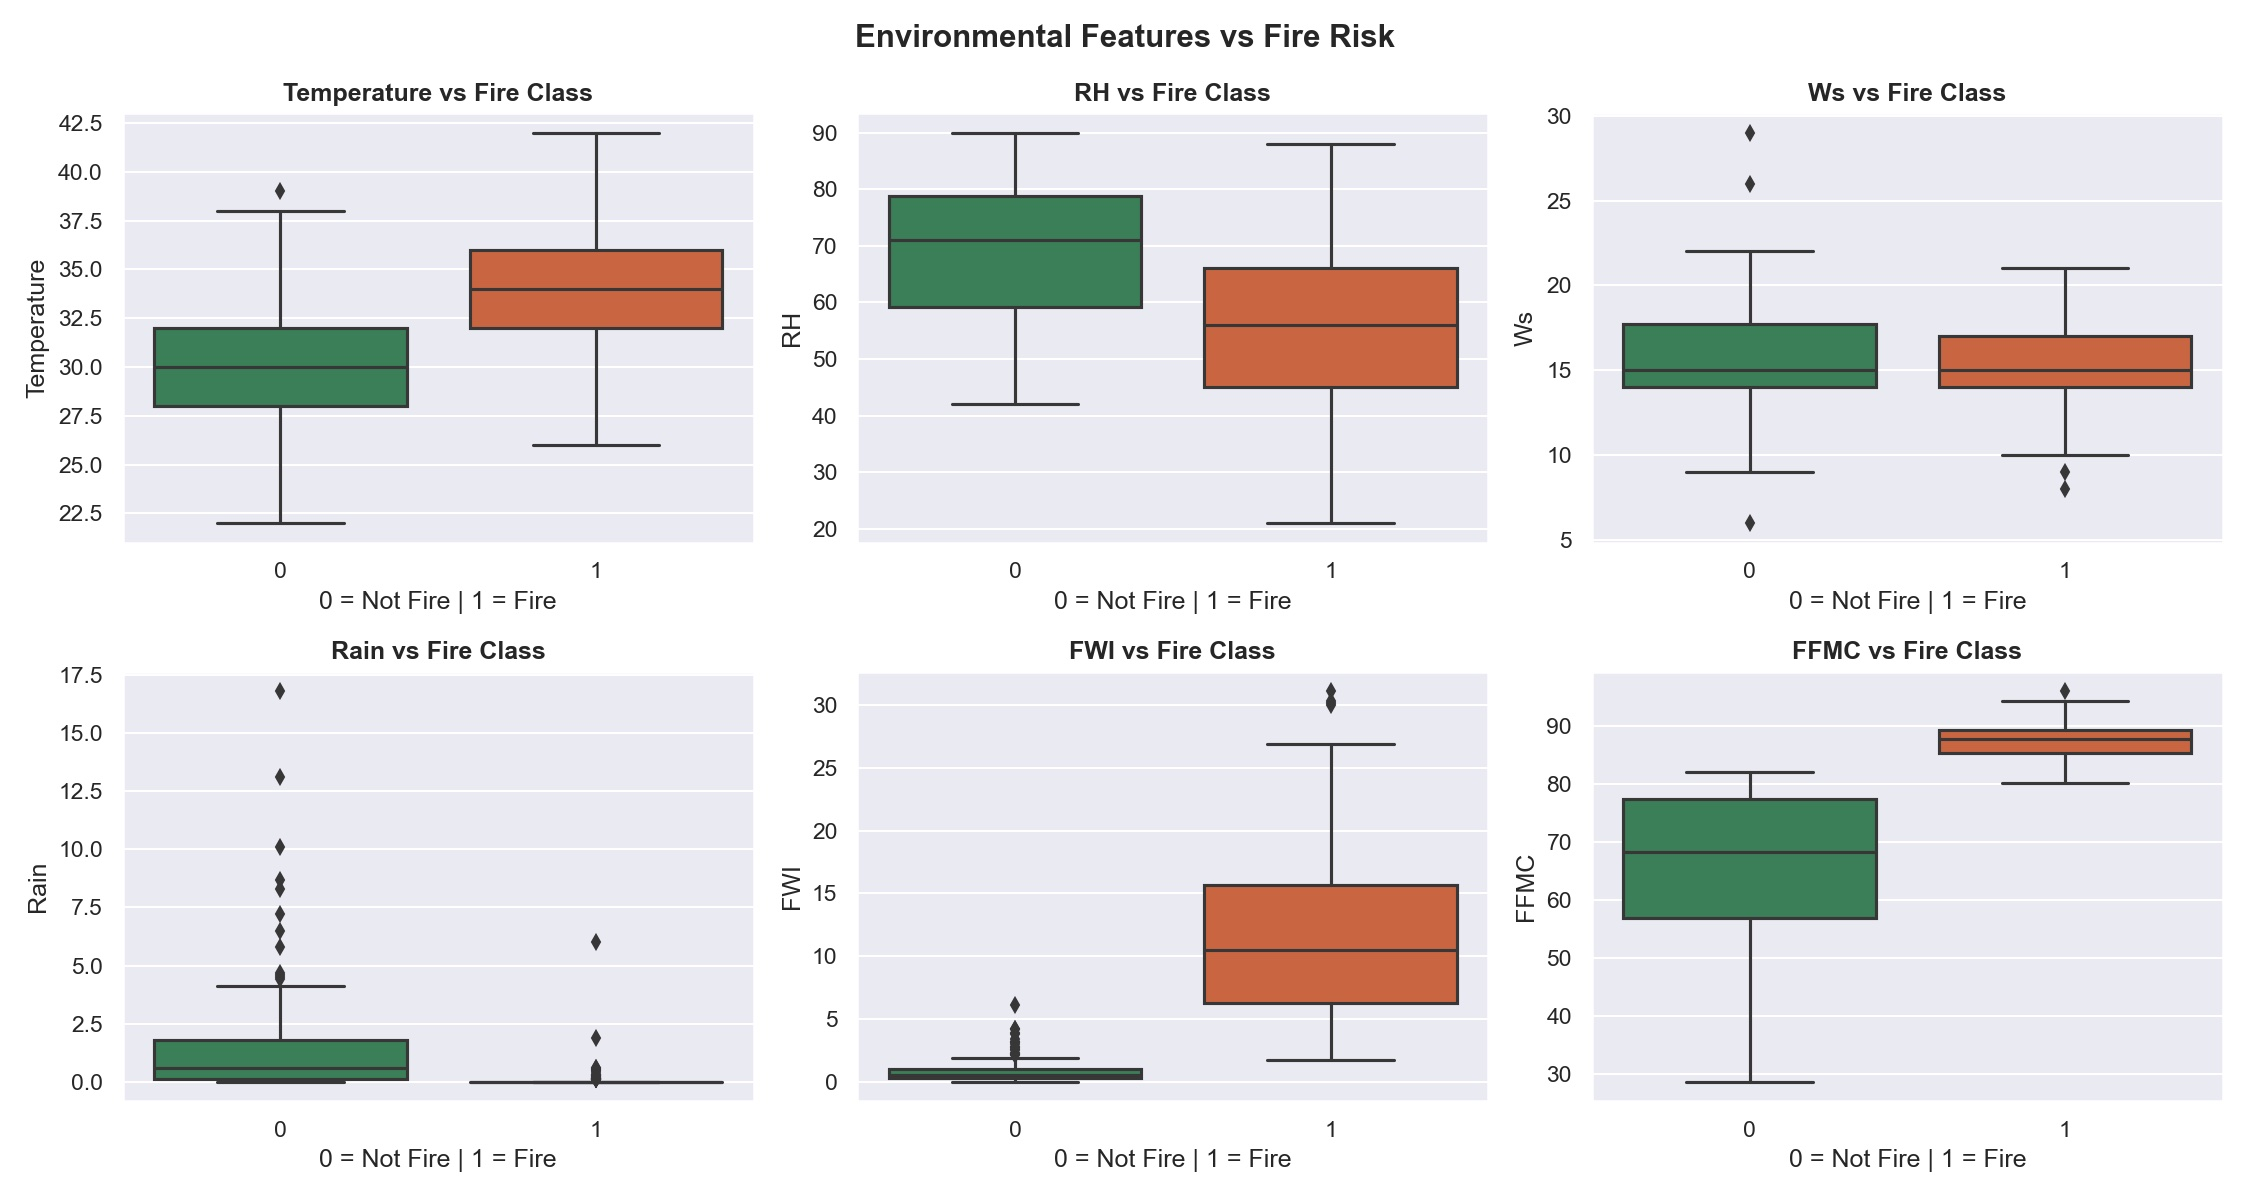 Environmental Features vs Fire Risk
Temperature vs Fire Class
Temperature
42.5
40.0
37.5
35.0
32.5
30.0
27.5
25.0
22.5
0 1
0 = Not Fire | 1 = Fire
RH vs Fire Class
RH
90
80
70
60
50
40
30
20
0 1
0 = Not Fire | 1 = Fire
Ws vs Fire Class
Ws
30
25
20
15
10
5
0 1
0 = Not Fire | 1 = Fire
Rain vs Fire Class
Rain
17.5
15.0
12.5
10.0
7.5
5.0
2.5
0.0
0 1
0 = Not Fire | 1 = Fire
FWI vs Fire Class
FWI
30
25
20
15
10
5
0
0 1
0 = Not Fire | 1 = Fire
FFMC vs Fire Class
FFMC
90
80
70
60
50
40
30
0 1
0 = Not Fire | 1 = Fire